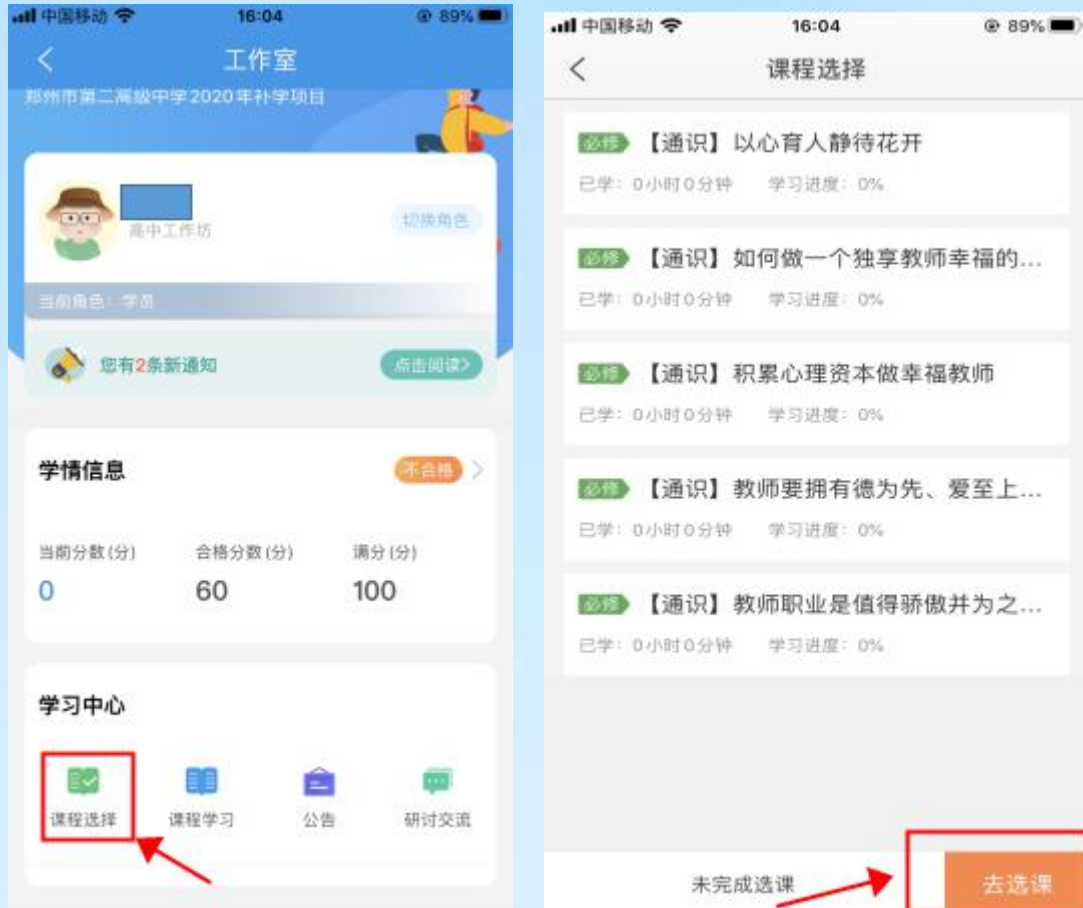 中国移动 16:04 89%
工作室
郑州市第二高级中学2020年补学项目
高中工作坊
切换角色
当前角色：学员
您有2条新通知
点击阅读>
学情信息
不合格
当前分数(分) 合格分数(分) 满分(分)
0 60 100
学习中心
课程选择 课程学习 公告 研讨交流
中国移动 16:04 89%
课程选择
必修 【通识】以心育人静待花开
已学：0小时0分钟 学习进度：0%
必修 【通识】如何做一个独享教师幸福的...
已学：0小时0分钟 学习进度：0%
必修 【通识】积累心理资本做幸福教师
已学：0小时0分钟 学习进度：0%
必修 【通识】教师要拥有德为先、爱至上...
已学：0小时0分钟 学习进度：0%
必修 【通识】教师职业是值得骄傲并为之...
已学：0小时0分钟 学习进度：0%
未完成选课 去选课